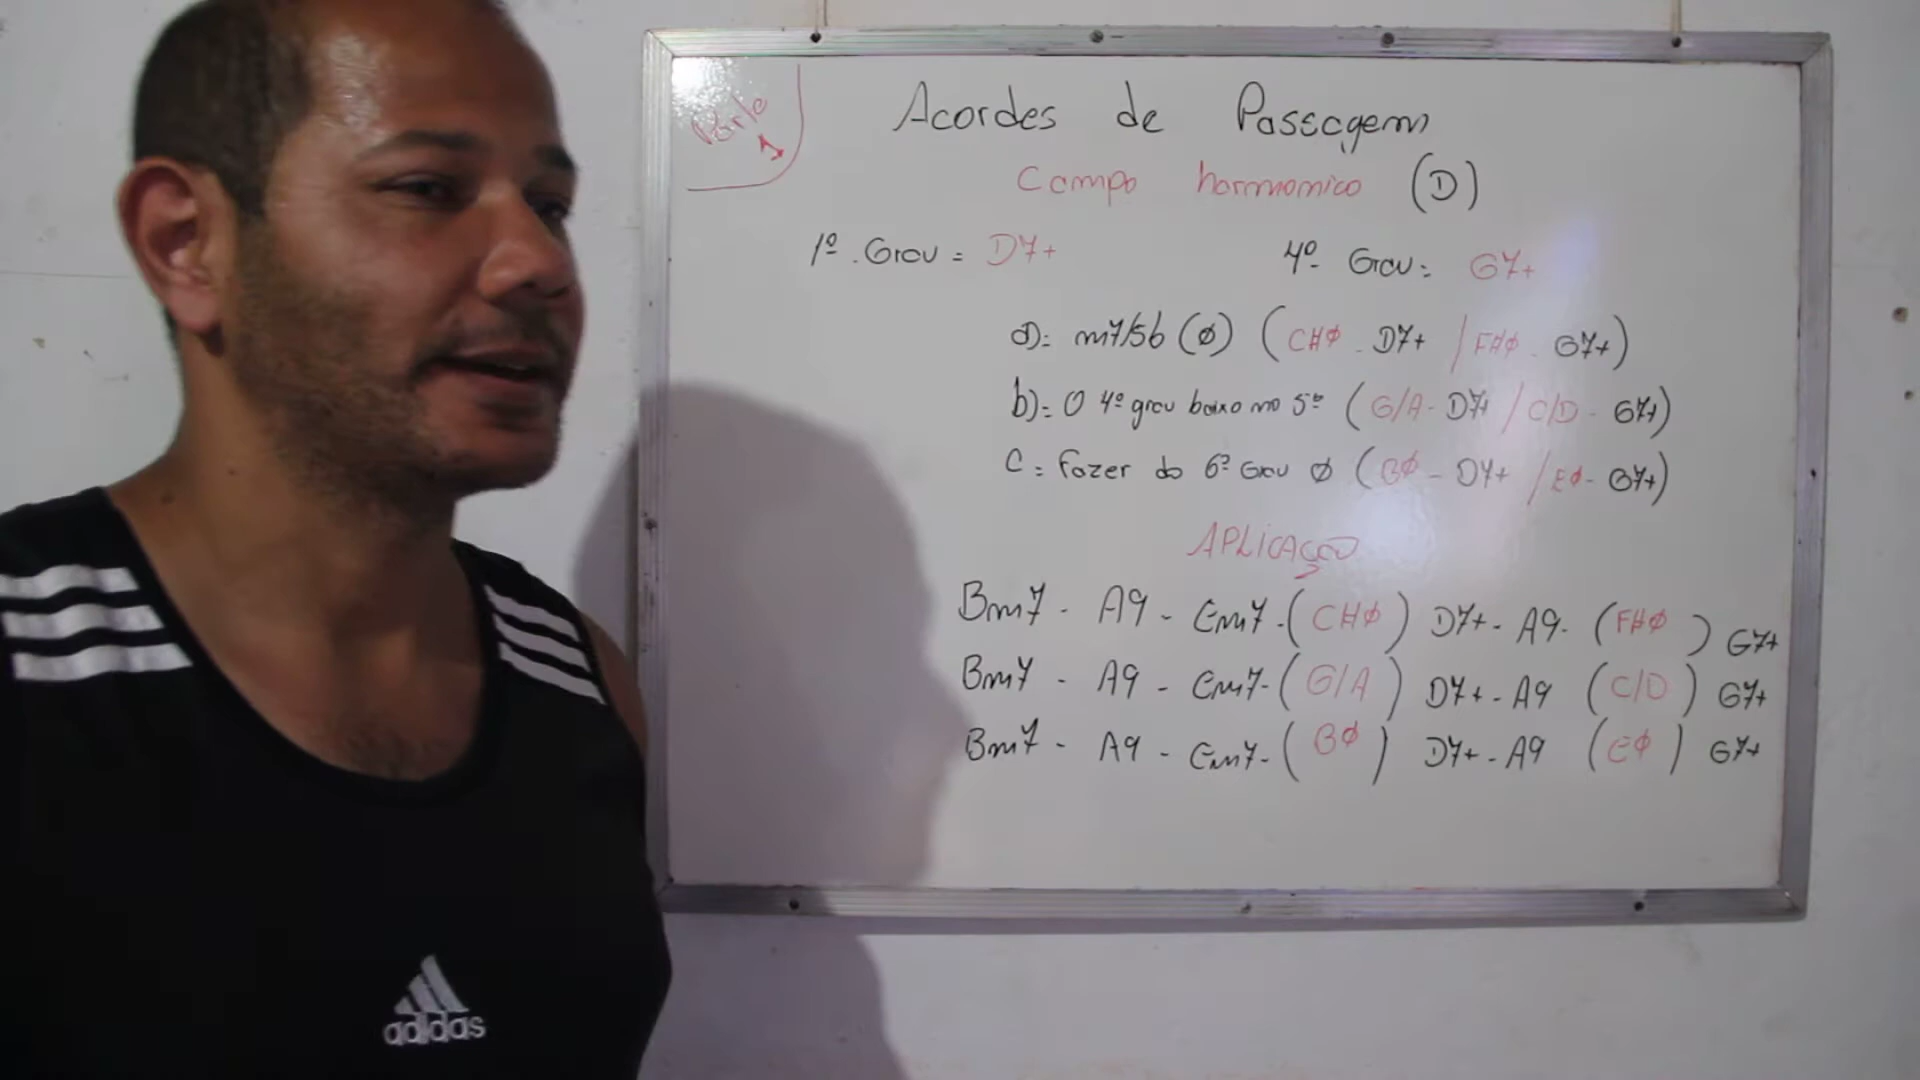 Parte 1
Acordes de Passagem
Campo harmonico (D)
1º Grau = D7+
4º Grau: G7+
a)= m7/5b (ø) (C#ø - D7+ / F#ø - G7+)
b)= O 4º grau baixo no 5º (G/A - D7+ / C/D - G7+)
C = Fazer do 6º Grau ø (Bø - D7+ / Eø - G7+)
APLICAÇÃO
Bm7 - A9 - Em7 - (C#ø) D7+ - A9 - (F#ø) G7+
Bm7 - A9 - Em7 - (G/A) D7+ - A9 (C/D) G7+
Bm7 - A9 - Em7 - (Bø) D7+ - A9 (Eø) G7+
adidas